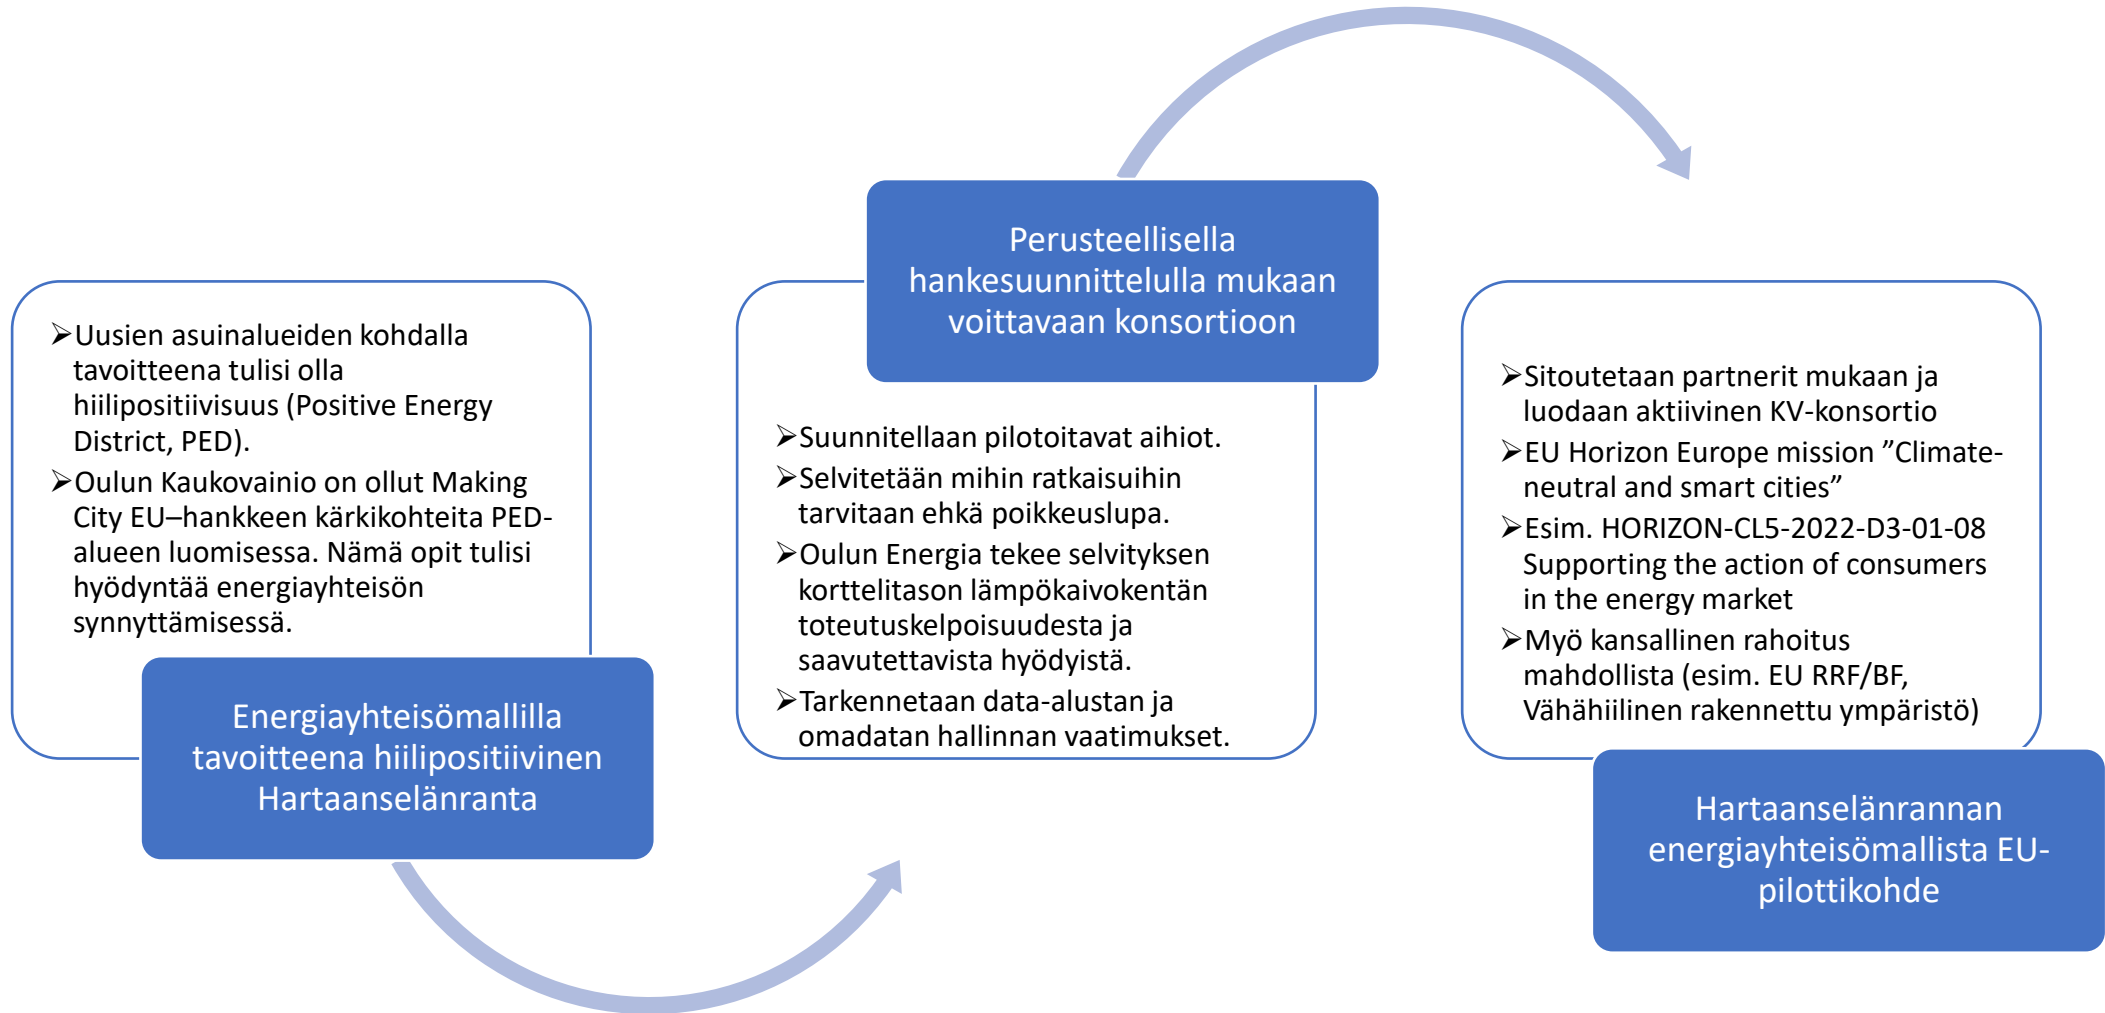 ➢Uusien asuinalueiden kohdalla
tavoitteena tulisi olla
hiilipositiivisuus (Positive Energy
District, PED).
➢Oulun Kaukovainio on ollut Making
City EU–hankkeen kärkikohteita PED-
alueen luomisessa. Nämä opit tulisi
hyödyntää energiayhteisön
synnyttämisessä.
Energiayhteisömallilla
tavoitteena hiilipositiivinen
Hartaanselänranta
Perusteellisella
hankesuunnittelulla mukaan
voittavaan konsortioon
➢Suunnitellaan pilotoitavat aihiot.
➢Selvitetään mihin ratkaisuihin
tarvitaan ehkä poikkeuslupa.
➢Oulun Energia tekee selvityksen
korttelitason lämpökaivokentän
toteutuskelpoisuudesta ja
saavutettavista hyödyistä.
➢Tarkennetaan data-alustan ja
omadatan hallinnan vaatimukset.
➢Sitoutetaan partnerit mukaan ja
luodaan aktiivinen KV-konsortio
➢EU Horizon Europe mission ”Climate-
neutral and smart cities”
➢Esim. HORIZON-CL5-2022-D3-01-08
Supporting the action of consumers
in the energy market
➢Myö kansallinen rahoitus
mahdollista (esim. EU RRF/BF,
Vähähiilinen rakennettu ympäristö)
Hartaanselänrannan
energiayhteisömallista EU-
pilottikohde